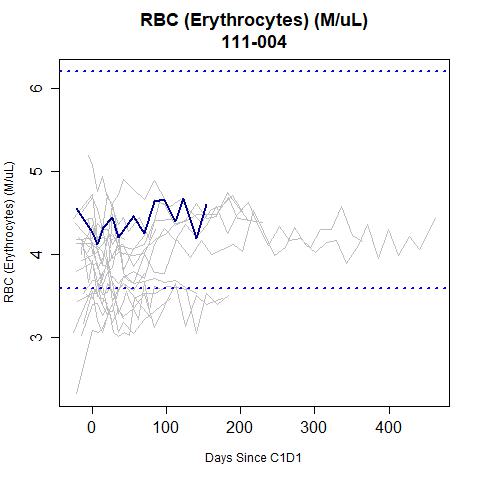 RBC (Erythrocytes) (M/uL)
111-004
RBC (Erythrocytes) (M/uL)
6
5
4
3
0 100 200 300 400
Days Since C1D1